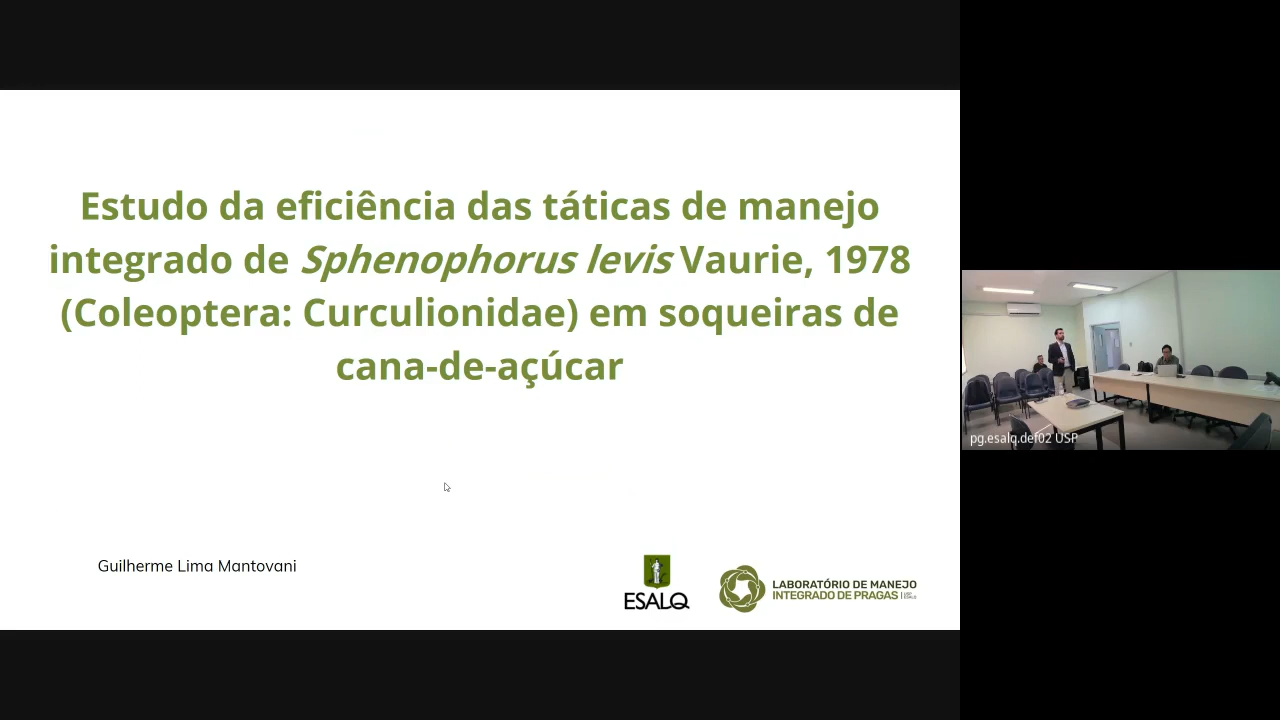 Estudo da eficiência das táticas de manejo
integrado de Sphenophorus levis Vaurie, 1978
(Coleoptera: Curculionidae) em soqueiras de
cana-de-açúcar
Guilherme Lima Mantovani
ESALQ
LABORATÓRIO DE MANEJO
INTEGRADO DE PRAGAS
pg.esalq.def02 USP